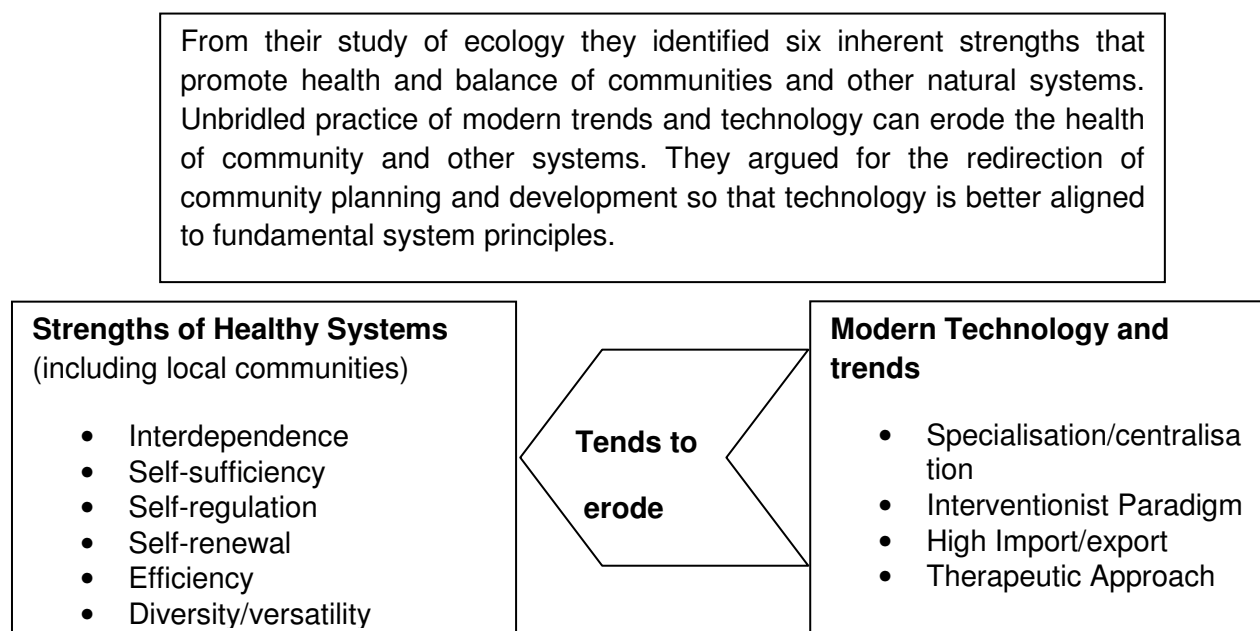 From their study of ecology they identified six inherent strengths that
promote health and balance of communities and other natural systems.
Unbridled practice of modern trends and technology can erode the health
of community and other systems. They argued for the redirection of
community planning and development so that technology is better aligned
to fundamental system principles.
Strengths of Healthy Systems
(including local communities)
• Interdependence
• Self-sufficiency
• Self-regulation
• Self-renewal
• Efficiency
• Diversity/versatility
Tends to
erode
Modern Technology and
trends
• Specialisation/centralisa
tion
• Interventionist Paradigm
• High Import/export
• Therapeutic Approach